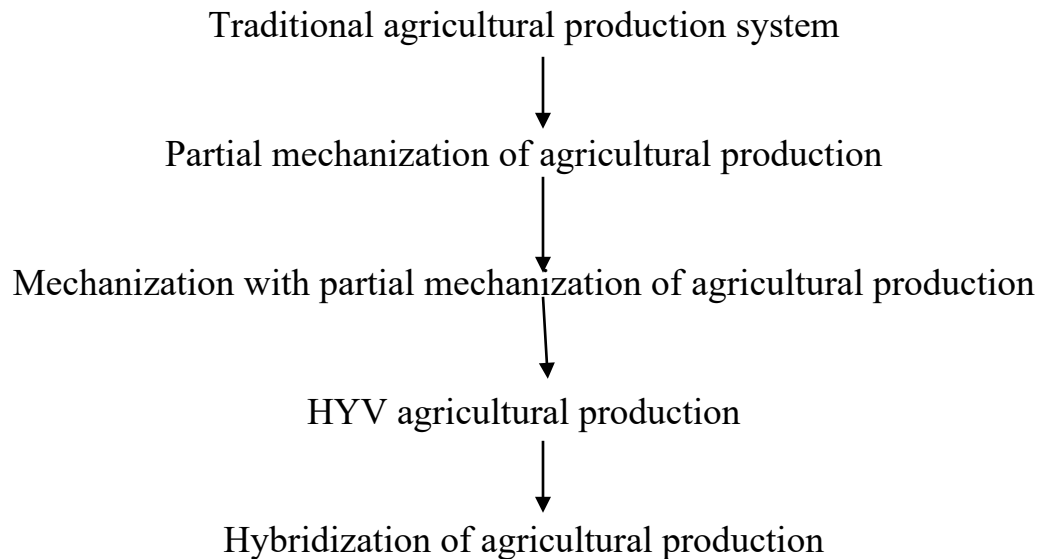 Traditional agricultural production system
Partial mechanization of agricultural production
Mechanization with partial mechanization of agricultural production
HYV agricultural production
Hybridization of agricultural production